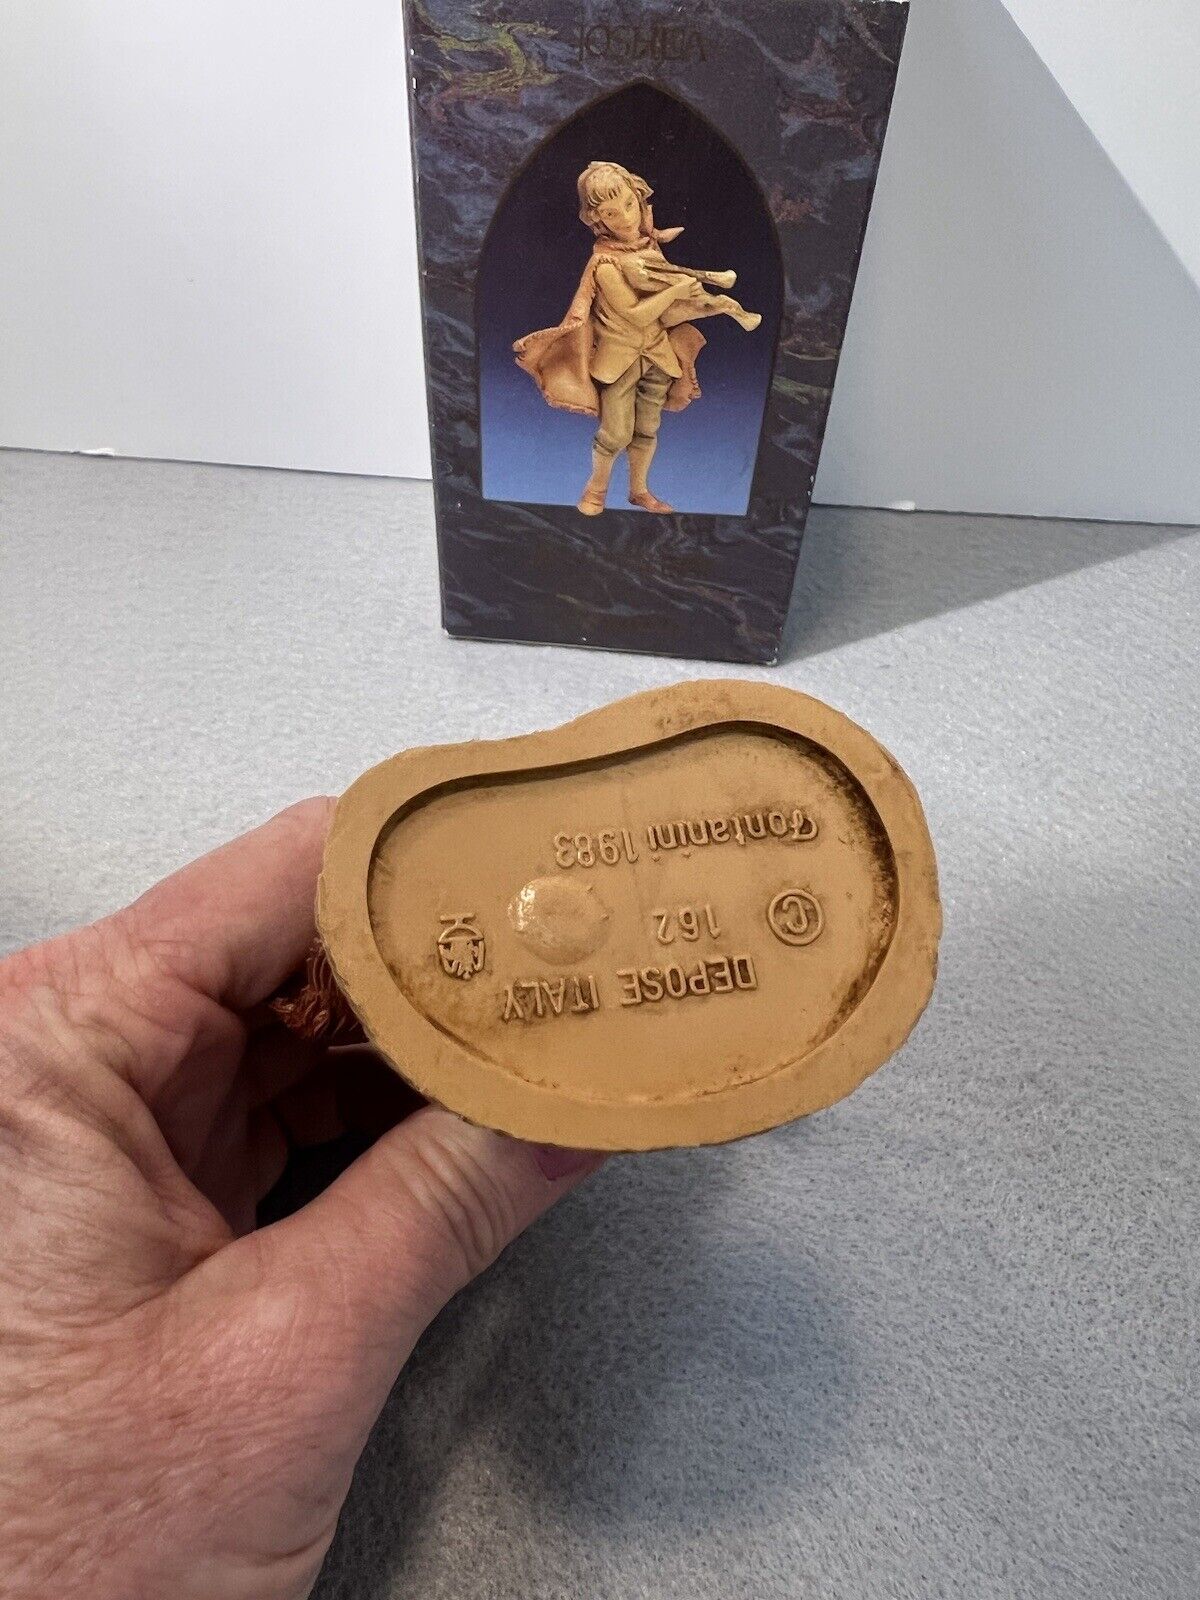 JOSHUA
DEPOSE ITALY
© 162
Fontanini 1983